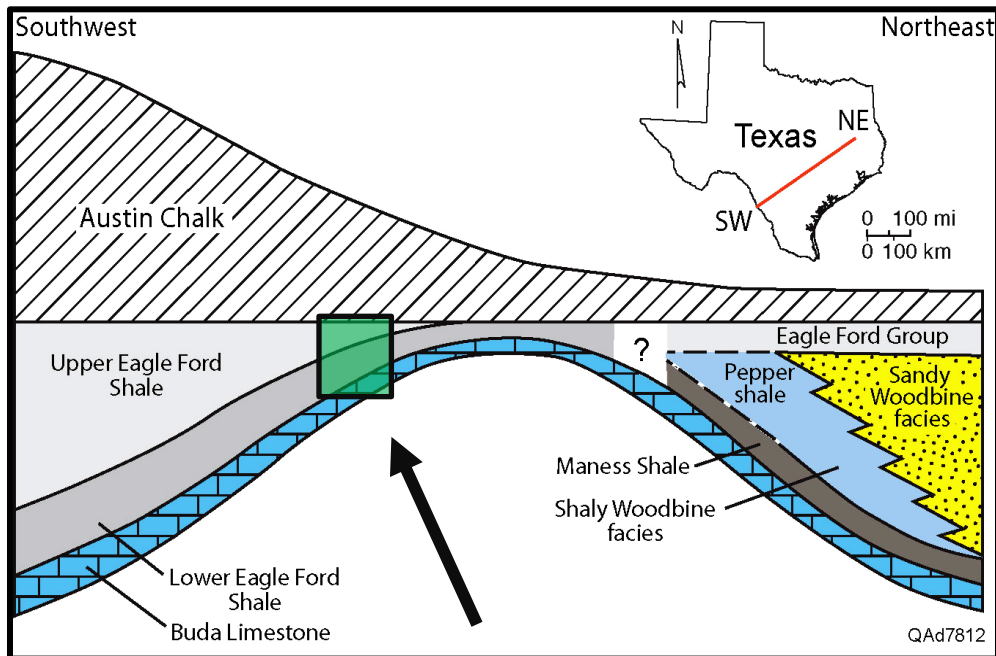 Southwest
Northeast
N
Texas
NE
SW
0 100 mi
0 100 km
Austin Chalk
Upper Eagle Ford
Shale
?
Eagle Ford Group
Pepper
shale
Sandy
Woodbine
facies
Maness Shale
Shaly Woodbine
facies
Lower Eagle Ford
Shale
Buda Limestone
QAd7812